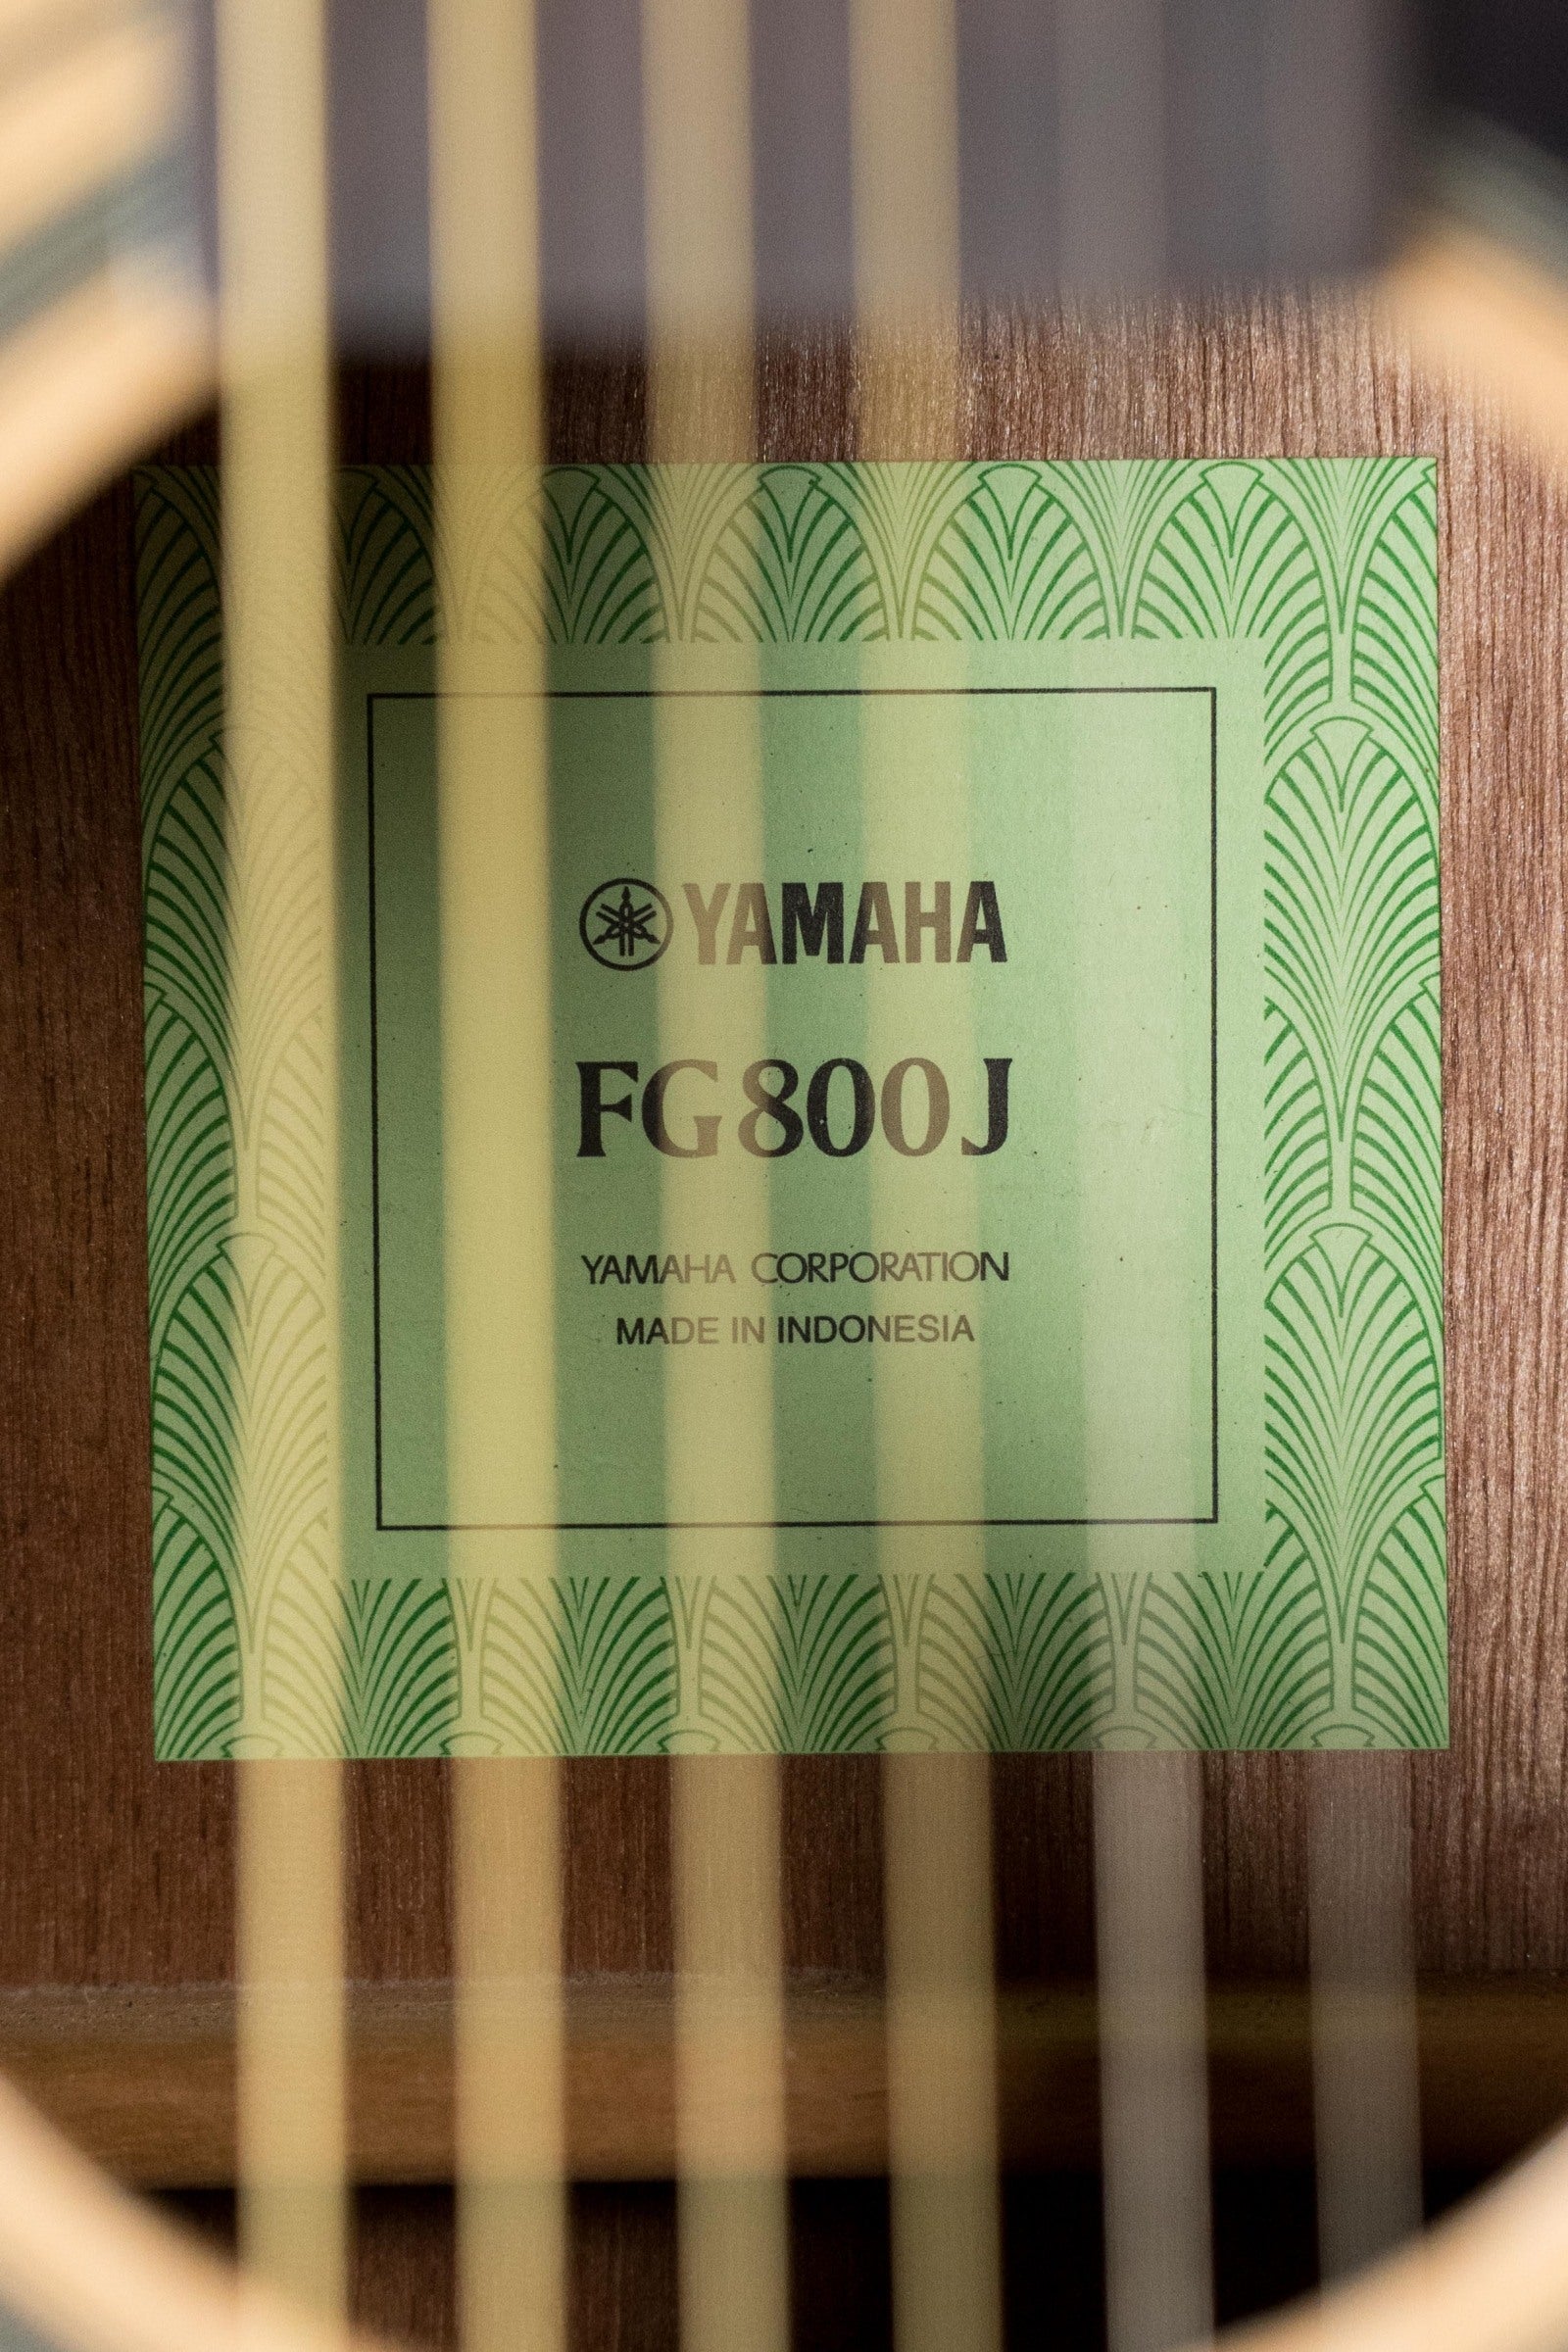 YAMAHA
FG800J
YAMAHA CORPORATION
MADE IN INDONESIA